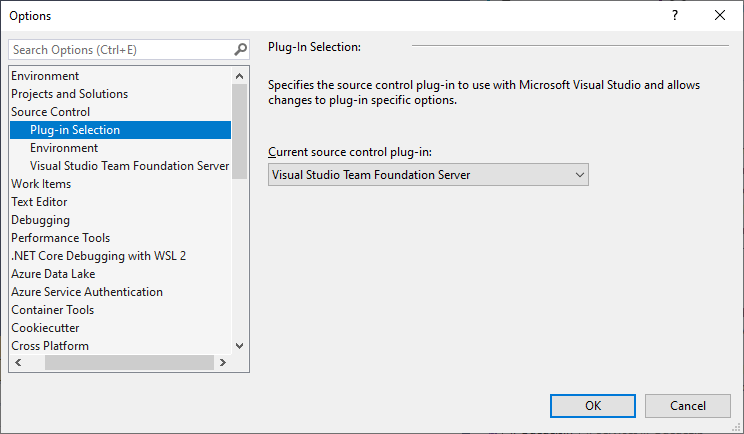 Options
?
Search Options (Ctrl+E)
Environment
Projects and Solutions
Source Control
Plug-in Selection
Environment
Visual Studio Team Foundation Server
Work Items
Text Editor
Debugging
Performance Tools
.NET Core Debugging with WSL 2
Azure Data Lake
Azure Service Authentication
Container Tools
Cookiecutter
Cross Platform
Plug-In Selection:
Specifies the source control plug-in to use with Microsoft Visual Studio and allows
changes to plug-in specific options.
Current source control plug-in:
Visual Studio Team Foundation Server
OK
Cancel